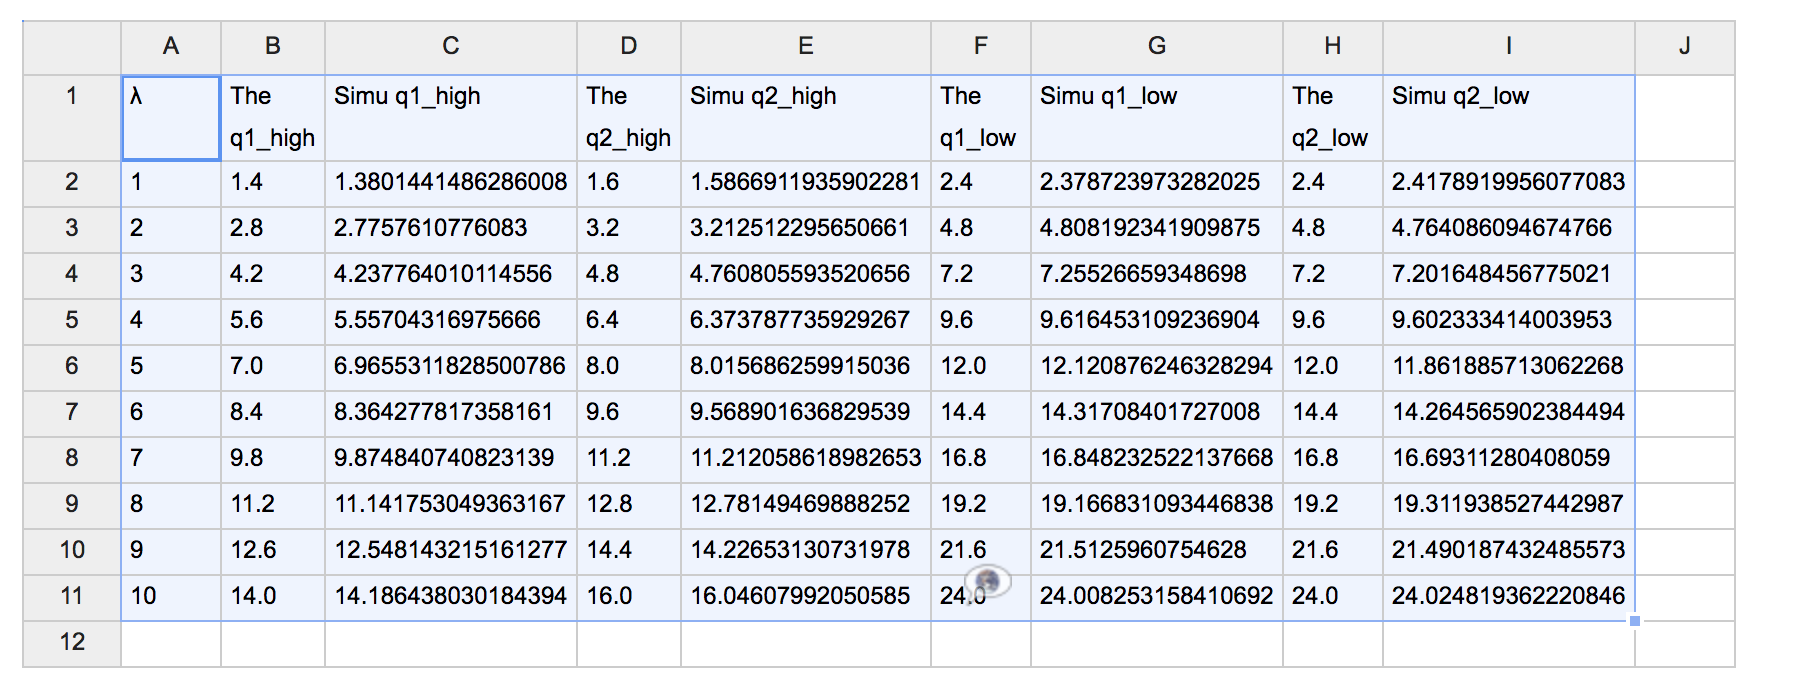 A B C D E F G H I J
1 λ The q1_high Simu q1_high The q2_high Simu q2_high The q1_low Simu q1_low The q2_low Simu q2_low
2 1 1.4 1.3801441486286008 1.6 1.5866911935902281 2.4 2.378723973282025 2.4 2.4178919956077083
3 2 2.8 2.7757610776083 3.2 3.212512295650661 4.8 4.808192341909875 4.8 4.764086094674766
4 3 4.2 4.237764010114556 4.8 4.760805593520656 7.2 7.25526659348698 7.2 7.201648456775021
5 4 5.6 5.55704316975666 6.4 6.373787735929267 9.6 9.616453109236904 9.6 9.602333414003953
6 5 7.0 6.9655311828500786 8.0 8.015686259915036 12.0 12.120876246328294 12.0 11.861885713062268
7 6 8.4 8.364277817358161 9.6 9.568901636829539 14.4 14.31708401727008 14.4 14.264565902384494
8 7 9.8 9.874840740823139 11.2 11.212058618982653 16.8 16.848232522137668 16.8 16.69311280408059
9 8 11.2 11.141753049363167 12.8 12.78149469888252 19.2 19.166831093446838 19.2 19.311938527442987
10 9 12.6 12.548143215161277 14.4 14.22653130731978 21.6 21.5125960754628 21.6 21.490187432485573
11 10 14.0 14.186438030184394 16.0 16.04607992050585 24.0 24.008253158410692 24.0 24.024819362220846
12